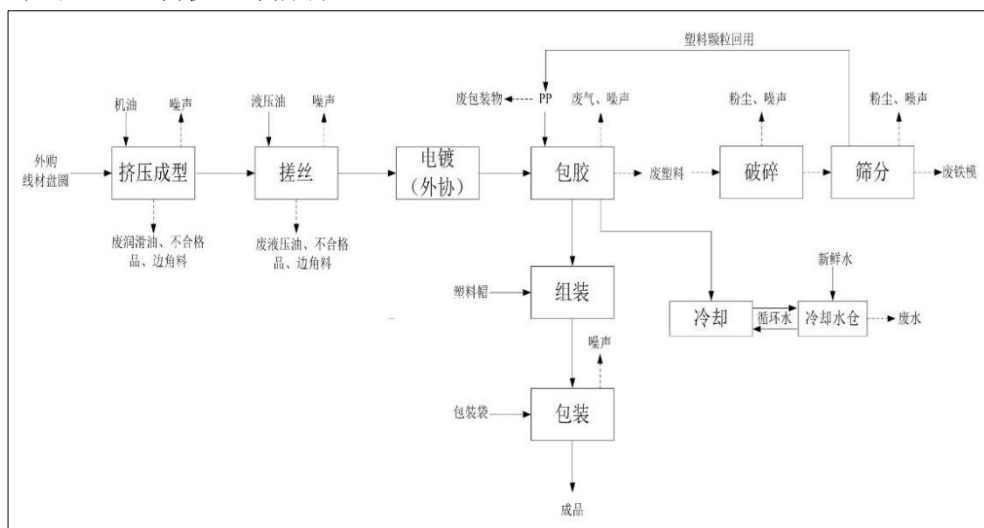 塑料颗粒回用
机油
噪声
液压油
噪声
废包装物
PP
废气、噪声
粉尘、噪声
粉尘、噪声
外购
线材盘圆
挤压成型
搓丝
电镀
（外协）
包胶
废塑料
破碎
筛分
废铁模
废润滑油、不合格
品、边角料
废液压油、不合格
品、边角料
新鲜水
塑料帽
组装
冷却
循环水
冷却水仓
废水
噪声
包装袋
包装
成品